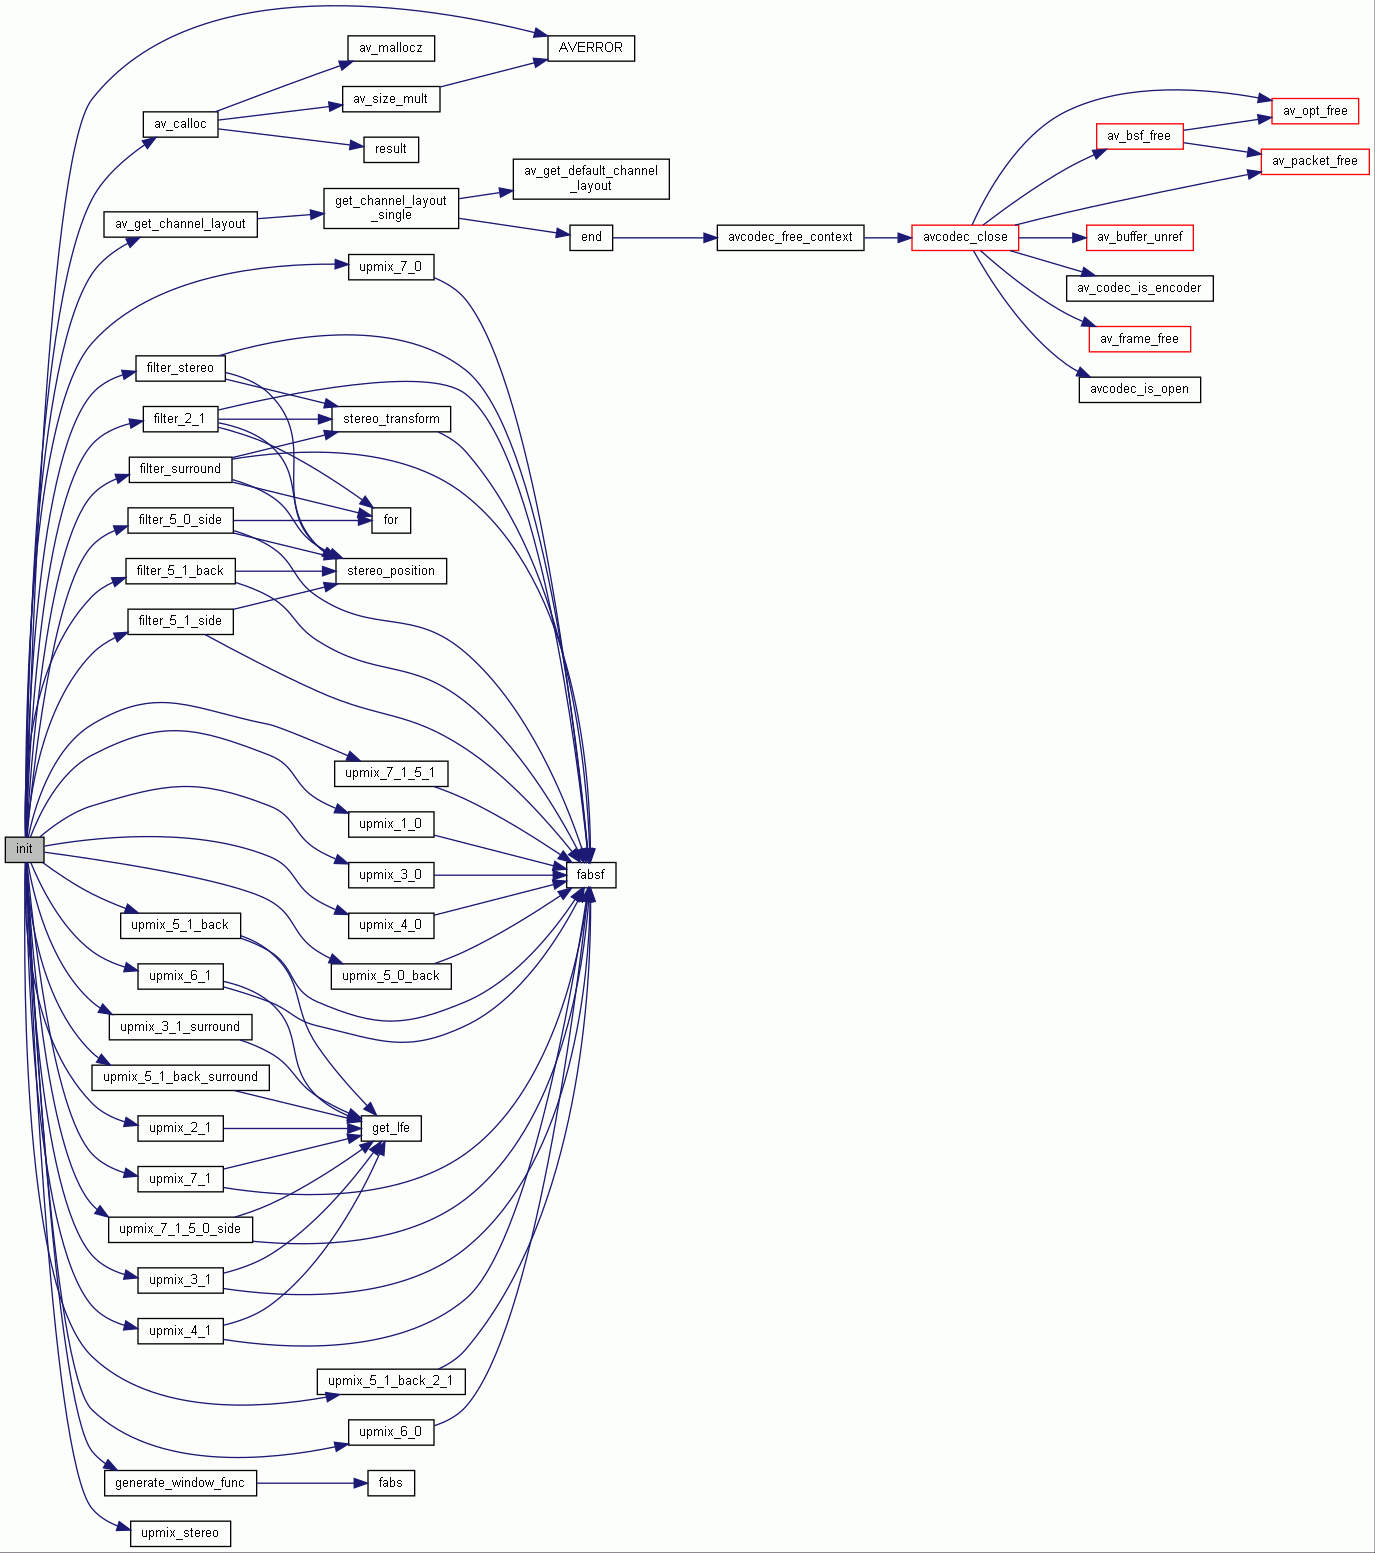 AVERROR
av_mallocz
av_size_mult
av_calloc
result
av_opt_free
av_bsf_free
av_packet_free
av_get_default_channel
_layout
get_channel_layout
_single
av_get_channel_layout
end
avcodec_free_context
avcodec_close
av_buffer_unref
upmix_7_0
av_codec_is_encoder
av_frame_free
filter_stereo
avcodec_is_open
filter_2_1
stereo_transform
filter_surround
filter_5_0_side
for
filter_5_1_back
stereo_position
filter_5_1_side
upmix_7_1_5_1
upmix_1_0
init
upmix_3_0
fabsf
upmix_5_1_back
upmix_4_0
upmix_6_1
upmix_5_0_back
upmix_3_1_surround
upmix_5_1_back_surround
upmix_2_1
get_lfe
upmix_7_1
upmix_7_1_5_0_side
upmix_3_1
upmix_4_1
upmix_5_1_back_2_1
upmix_6_0
generate_window_func
fabs
upmix_stereo